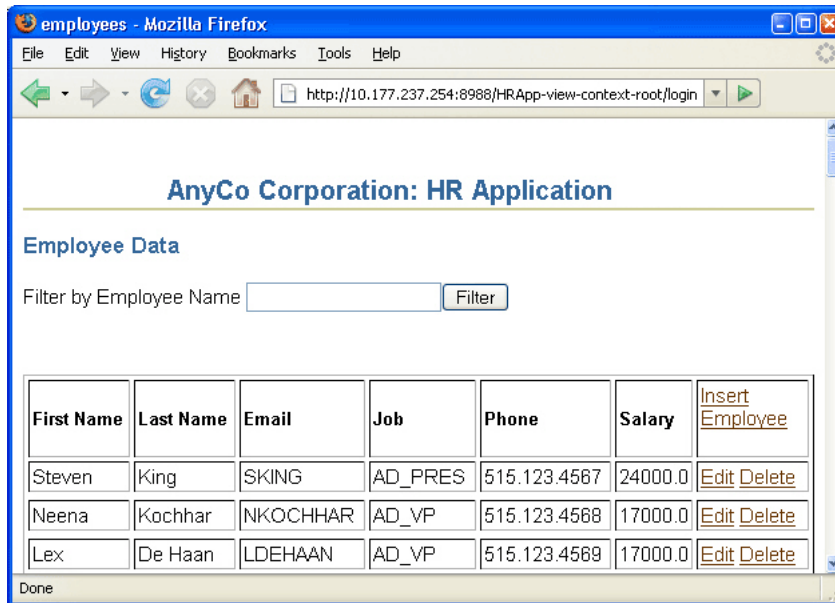 employees - Mozilla Firefox
File Edit View History Bookmarks Tools Help
http://10.177.237.254:8988/HRApp-view-context-root/login
AnyCo Corporation: HR Application
Employee Data
Filter by Employee Name Filter
First Name Last Name Email Job Phone Salary Insert Employee
Steven King SKING AD_PRES 515.123.4567 24000.0 Edit Delete
Neena Kochhar NKOCHHAR AD_VP 515.123.4568 17000.0 Edit Delete
Lex De Haan LDEHAAN AD_VP 515.123.4569 17000.0 Edit Delete
Done